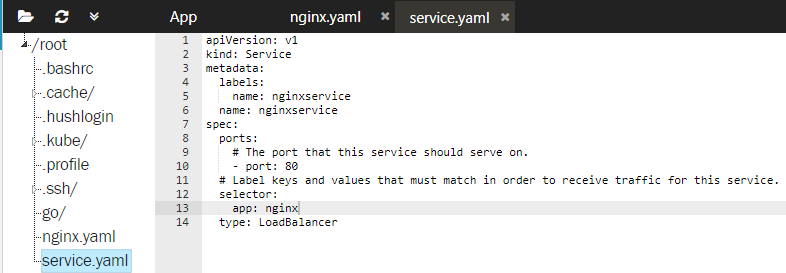 App nginx.yaml × service.yaml ×
/root
.bashrc
.cache/
.hushlogin
.kube/
.profile
.ssh/
go/
nginx.yaml
service.yaml
1 apiVersion: v1
2 kind: Service
3 metadata:
4   labels:
5     name: nginxservice
6   name: nginxservice
7 spec:
8   ports:
9     # The port that this service should serve on.
10     - port: 80
11   # Label keys and values that must match in order to receive traffic for this service.
12   selector:
13     app: nginx
14   type: LoadBalancer